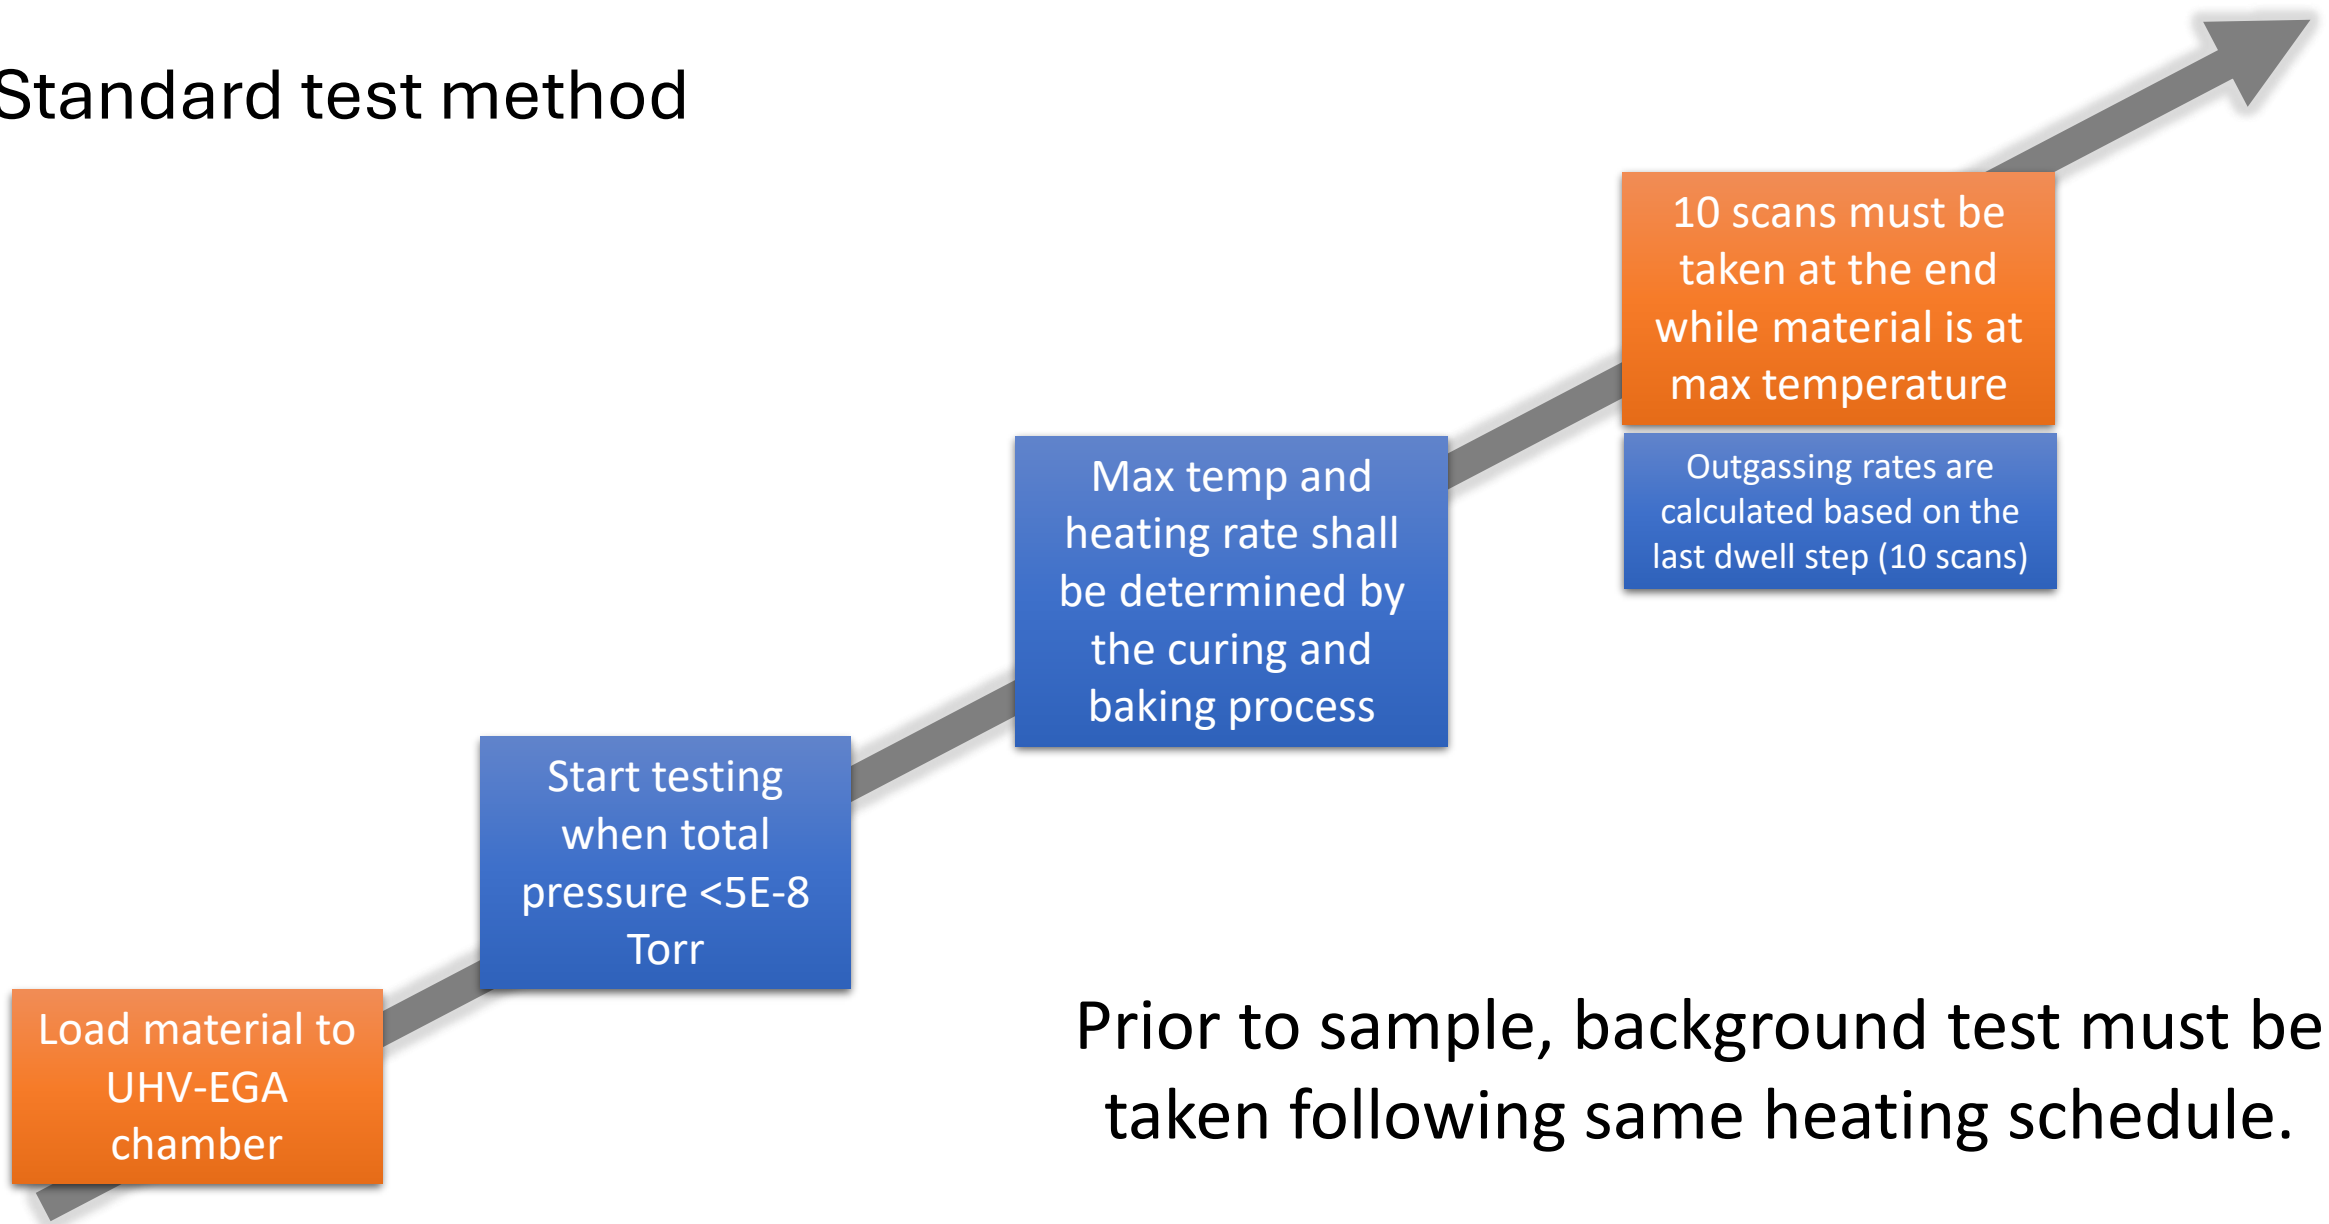 Standard test method
10 scans must be
taken at the end
while material is at
max temperature
Outgassing rates are
calculated based on the
last dwell step (10 scans)
Max temp and
heating rate shall
be determined by
the curing and
baking process
Start testing
when total
pressure <5E-8
Torr
Load material to
UHV-EGA
chamber
Prior to sample, background test must be
taken following same heating schedule.